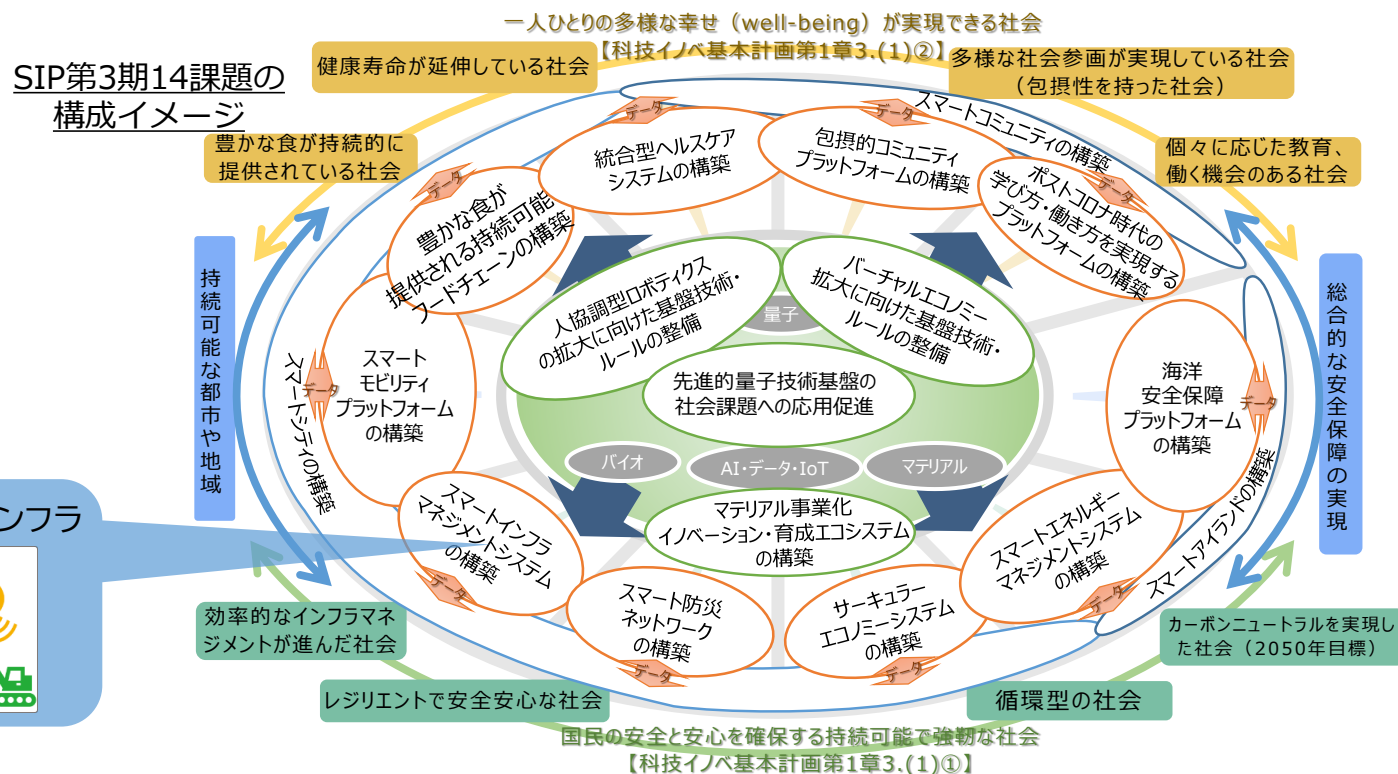 一人ひとりの多様な幸せ（well-being）が実現できる社会
【科技イノベ基本計画第1章3.(1)②】
SIP第3期14課題の
構成イメージ
健康寿命が延伸している社会
多様な社会参画が実現している社会
（包摂性を持った社会）
豊かな食が持続的に
提供されている社会
個々に応じた教育、
働く機会のある社会
スマートコミュニティの構築
データ
統合型ヘルスケア
システムの構築
データ
包摂的コミュニティ
プラットフォームの構築
データ
ポストコロナ時代の
学び方・働き方を実現する
プラットフォームの構築
データ
豊かな食が
提供される持続可能な
フードチェーンの構築
持続可能な都市や地域
総合的な安全保障の実現
人協調型ロボティクス
の拡大に向けた基盤技術・
ルールの整備
バーチャルエコノミー
拡大に向けた基盤技術・
ルールの整備
量子
先進的量子技術基盤の
社会課題への応用促進
スマートシティの構築
データ
スマート
モビリティ
プラットフォーム
の構築
海洋
安全保障
プラットフォーム
の構築
データ
スマートアイランドの構築
バイオ
AI・データ・IoT
マテリアル
マテリアル事業化
イノベーション・育成エコシステム
の構築
ンフラ
スマートインフラ
マネジメントシステム
の構築
データ
スマート防災
ネットワーク
の構築
データ
サーキュラー
エコノミーシステム
の構築
データ
スマートエネルギー
マネジメントシステム
の構築
データ
効率的なインフラマネ
ジメントが進んだ社会
カーボンニュートラルを実現し
た社会（2050年目標）
レジリエントで安全安心な社会
循環型の社会
国民の安全と安心を確保する持続可能で強靭な社会
【科技イノベ基本計画第1章3.(1)①】